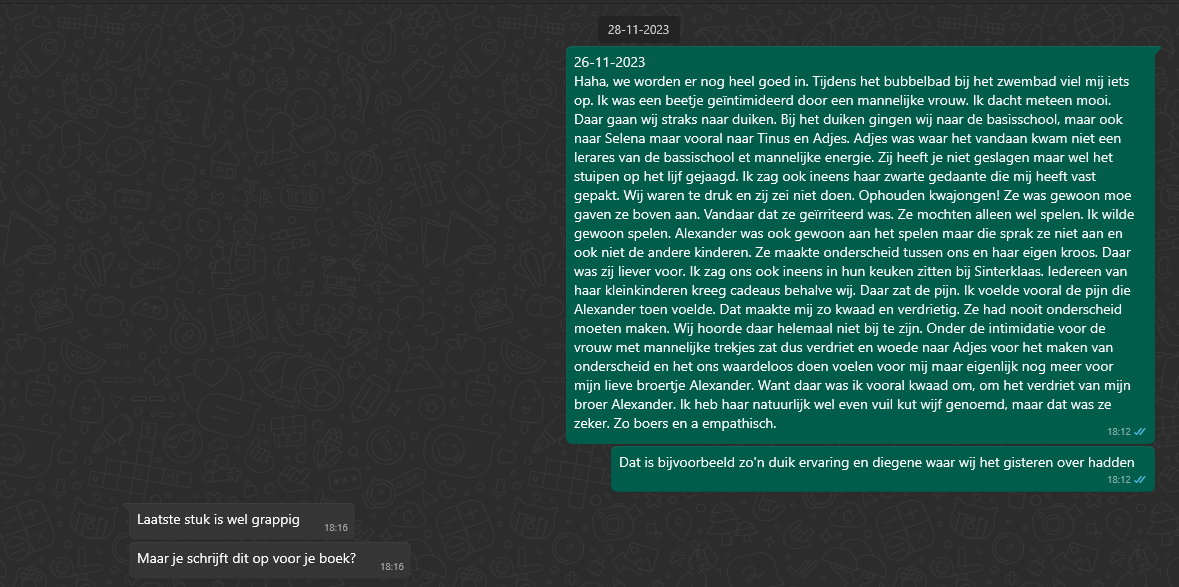 28-11-2023
26-11-2023
Haha, we worden er nog heel goed in. Tijdens het bubbelbad bij het zwembad viel mij iets
op. Ik was een beetje geïntimideerd door een mannelijke vrouw. Ik dacht meteen mooi.
Daar gaan wij straks naar duiken. Bij het duiken gingen wij naar de basisschool, maar ook
naar Selena maar vooral naar Tinus en Adjes. Adjes was waar het vandaan kwam niet een
lerares van de bassischool et mannelijke energie. Zij heeft je niet geslagen maar wel het
stuipen op het lijf gejaagd. Ik zag ook ineens haar zwarte gedaante die mij heeft vast
gepakt. Wij waren te druk en zij zei niet doen. Ophouden kwajongen! Ze was gewoon moe
gaven ze boven aan. Vandaar dat ze geïrriteerd was. Ze mochten alleen wel spelen. Ik wilde
gewoon spelen. Alexander was ook gewoon aan het spelen maar die sprak ze niet aan en
ook niet de andere kinderen. Ze maakte onderscheid tussen ons en haar eigen kroos. Daar
was zij liever voor. Ik zag ons ook ineens in hun keuken zitten bij Sinterklaas. Iedereen van
haar kleinkinderen kreeg cadeaus behalve wij. Daar zat de pijn. Ik voelde vooral de pijn die
Alexander toen voelde. Dat maakte mij zo kwaad en verdrietig. Ze had nooit onderscheid
moeten maken. Wij hoorde daar helemaal niet bij te zijn. Onder de intimidatie voor de
vrouw met mannelijke trekjes zat dus verdriet en woede naar Adjes voor het maken van
onderscheid en het ons waardeloos doen voelen voor mij maar eigenlijk nog meer voor
mijn lieve broertje Alexander. Want daar was ik vooral kwaad om, om het verdriet van mijn
broer Alexander. Ik heb haar natuurlijk wel even vuil kut wijf genoemd, maar dat was ze
zeker. Zo boers en a empathisch.
18:12
Dat is bijvoorbeeld zo'n duik ervaring en diegene waar wij het gisteren over hadden
18:12
Laatste stuk is wel grappig
18:16
Maar je schrijft dit op voor je boek?
18:16